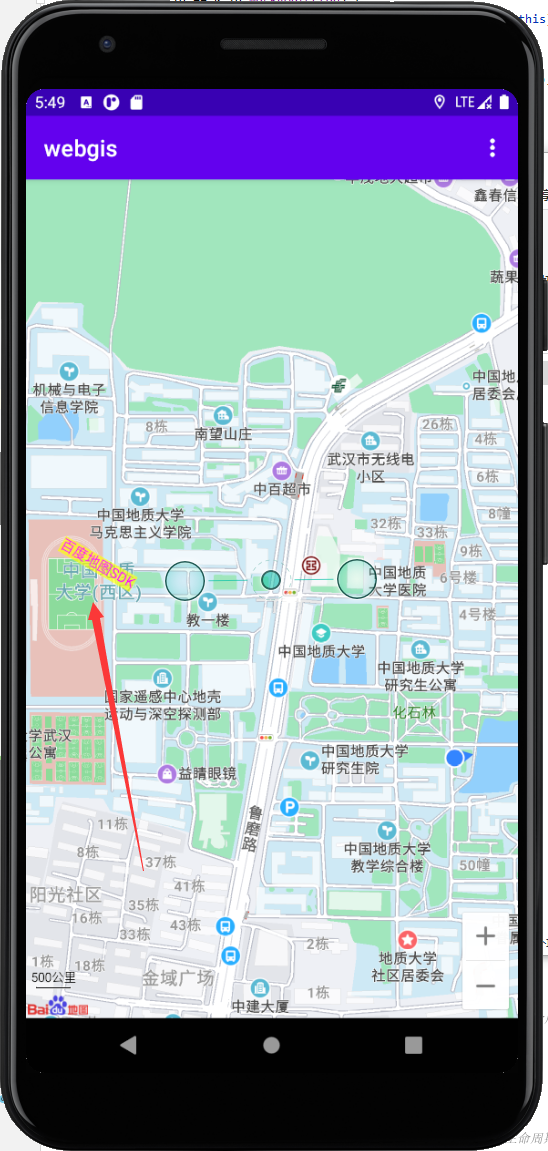 this
5:49
LTE
webgis
鑫春信
蔬果
机械与电子
信息学院
中国地
居委会
8栋
南望山庄
26栋
4栋
武汉市无线电
小区
6栋
中百超市
中国地质大学
马克思主义学院
8幢
32栋
33栋
9栋
百度地图SDK
大学(西区)
中国地质
大学医院
6号楼
教一楼
4号楼
中国地质大学
中国地质大学
研究生公寓
国家遥感中心地壳
运动与深空探测部
化石林
学武汉
公寓
中国地质大学
研究生院
益晴眼镜
鲁磨路
11栋
8栋
37栋
中国地质大学
教学综合楼
50幢
41栋
阳光社区
35栋
16栋
43栋
33栋
2栋
地质大学
社区居委会
1栋
18栋
500公里
金域广场
1栋
中建大厦
Bai du 地图